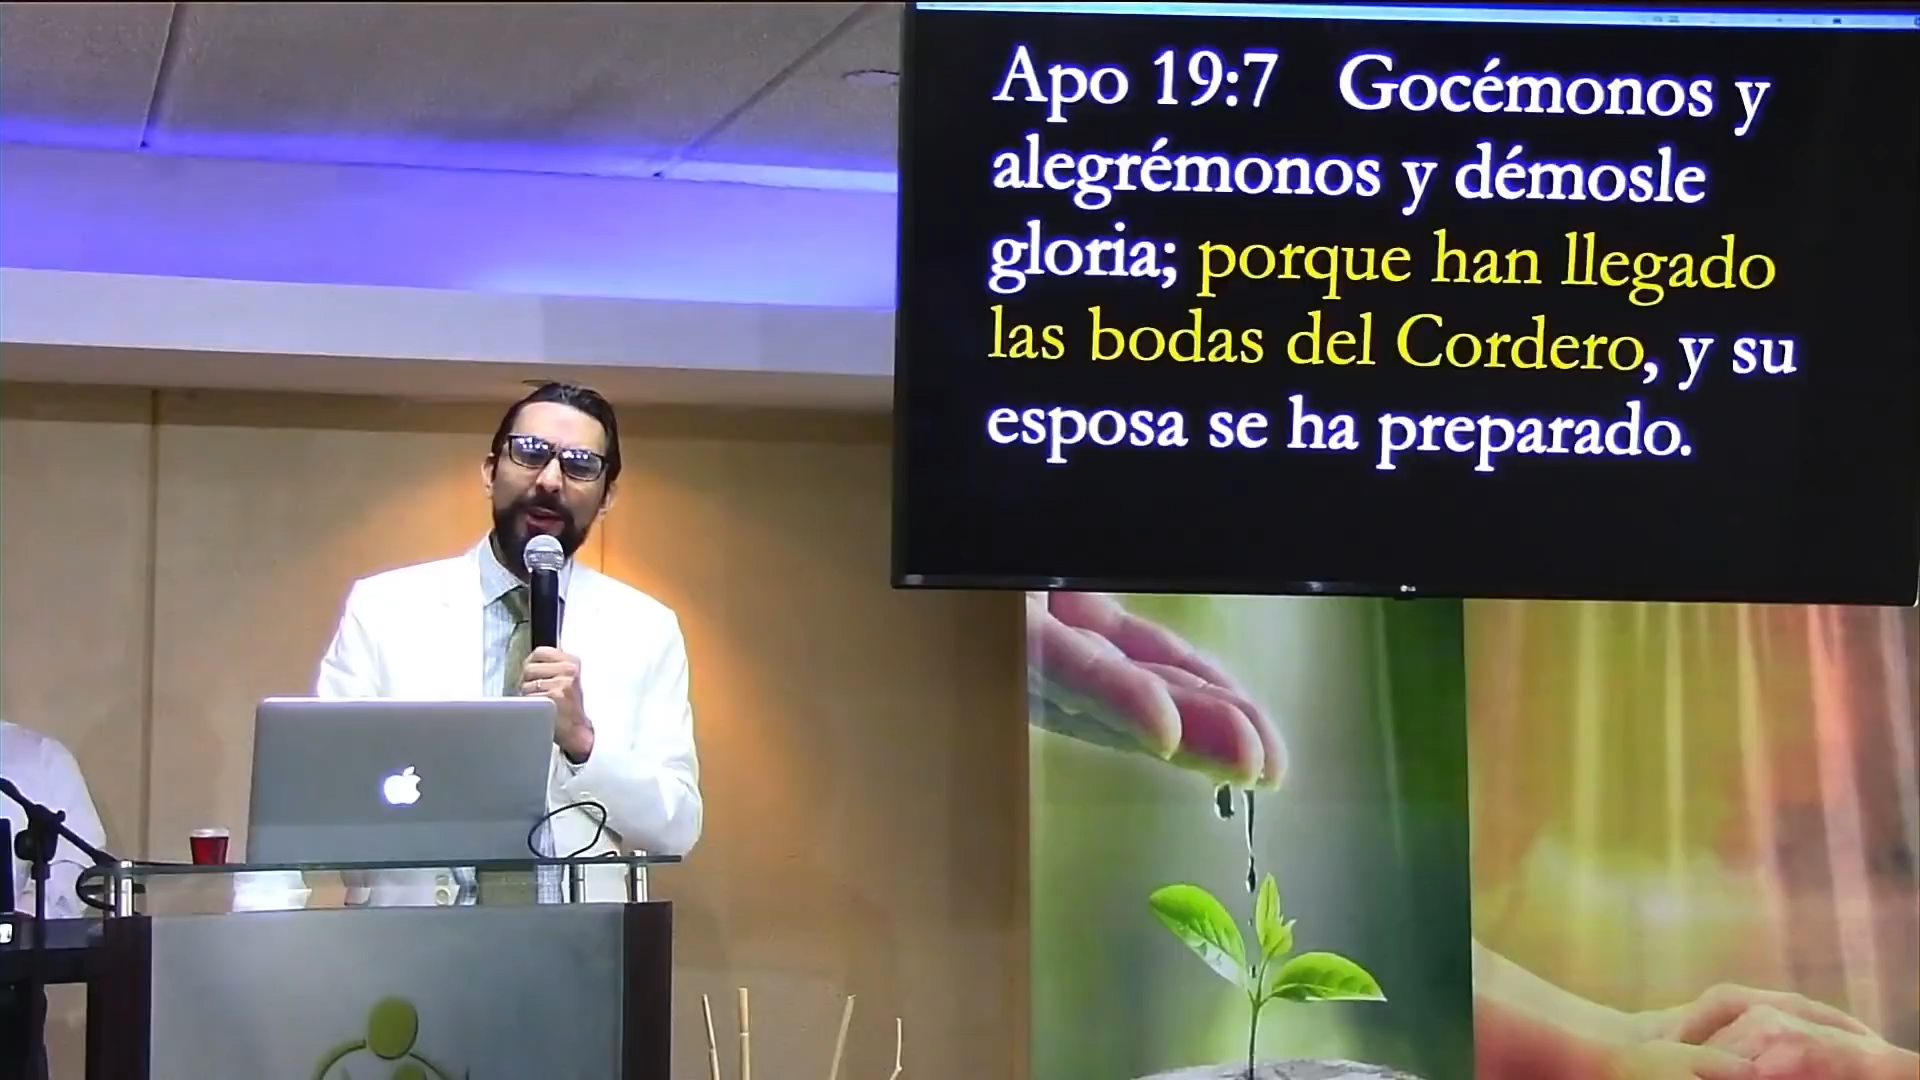 Apo 19:7 Gocémonos y
alegrémonos y démosle
gloria; porque han llegado
las bodas del Cordero, y su
esposa se ha preparado.
LG